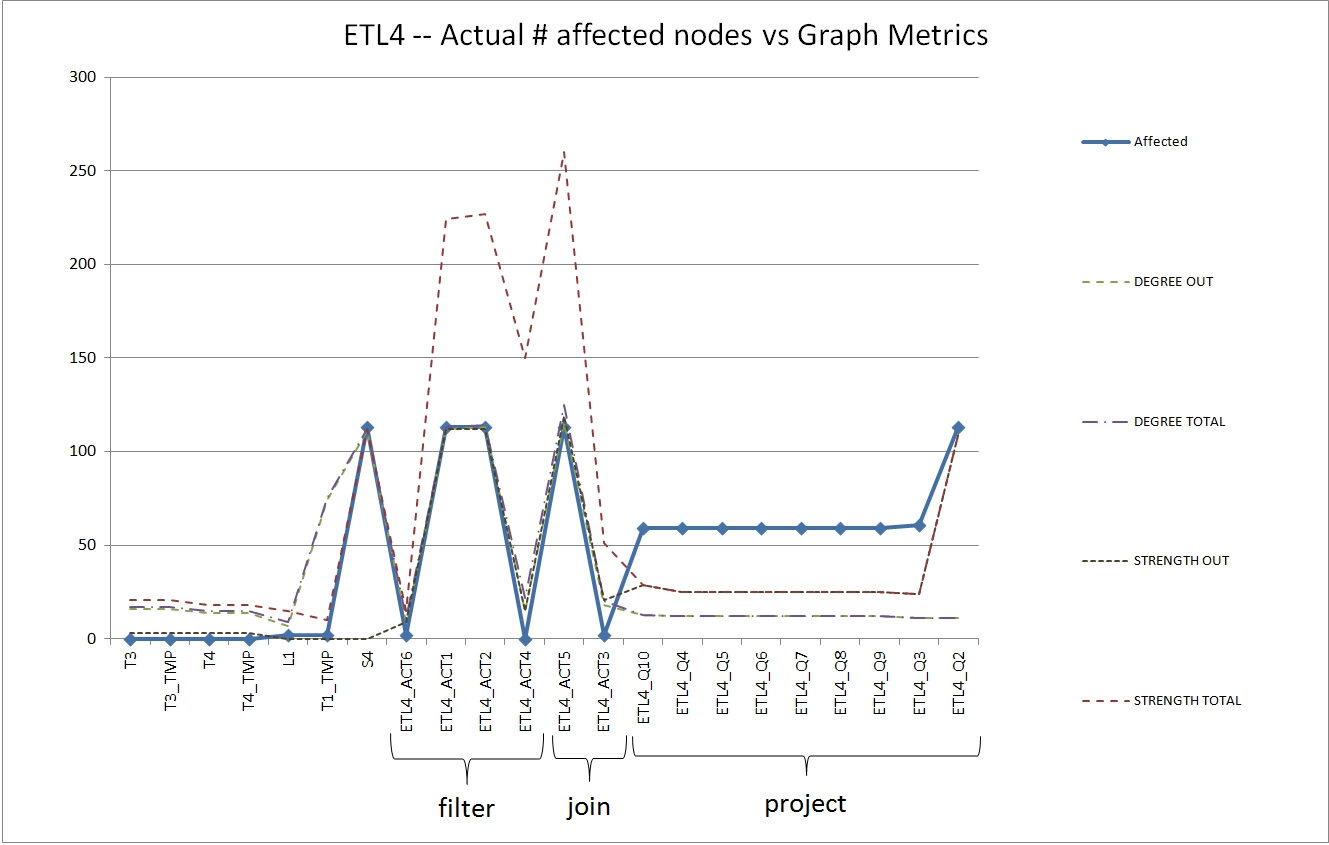 ETL4 -- Actual # affected nodes vs Graph Metrics
300
250
200
150
100
50
0
Affected
DEGREE OUT
DEGREE TOTAL
STRENGTH OUT
STRENGTH TOTAL
T3
T3_TMP
T4
T4_TMP
L1
T1_TMP
S4
ETL4_ACT6
ETL4_ACT1
ETL4_ACT2
ETL4_ACT4
ETL4_ACT5
ETL4_ACT3
ETL4_Q10
ETL4_Q4
ETL4_Q5
ETL4_Q6
ETL4_Q7
ETL4_Q8
ETL4_Q9
ETL4_Q3
ETL4_Q2
filter
join
project